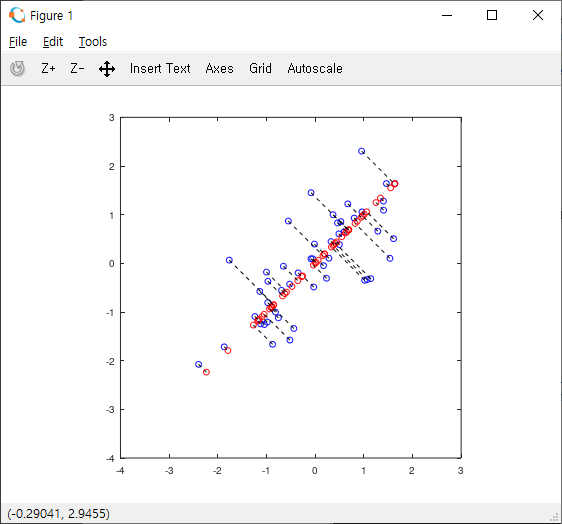 Figure 1
File Edit Tools
Z+ Z- Insert Text Axes Grid Autoscale
3
2
1
0
-1
-2
-3
-4
-4 -3 -2 -1 0 1 2 3
(-0.29041, 2.9455)